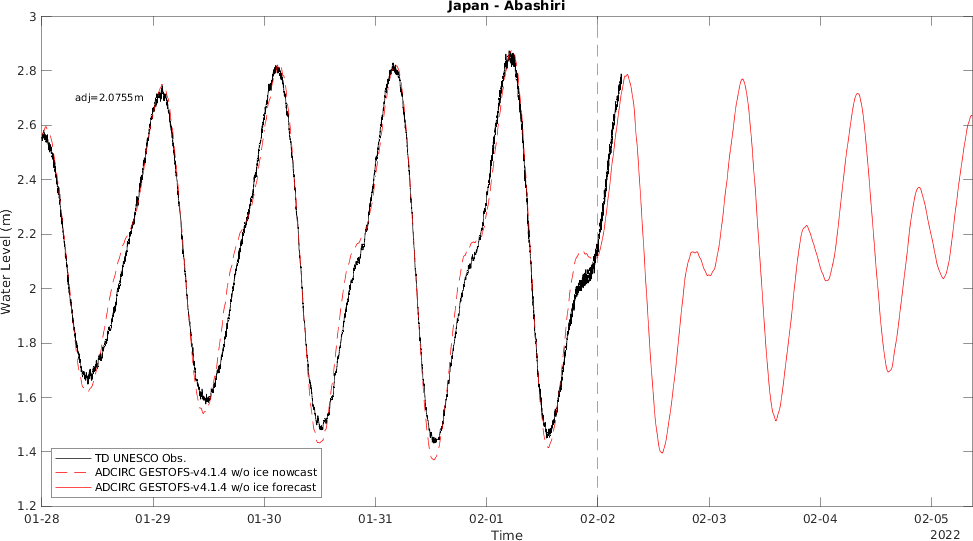 Japan - Abashiri
3
2.8
2.6
2.4
2.2
2
1.8
1.6
1.4
1.2
Water Level (m)
adj=2.0755m
TD UNESCO Obs.
ADCIRC GESTOFS-v4.1.4 w/o ice nowcast
ADCIRC GESTOFS-v4.1.4 w/o ice forecast
01-28 01-29 01-30 01-31 02-01 02-02 02-03 02-04 02-05
Time
2022